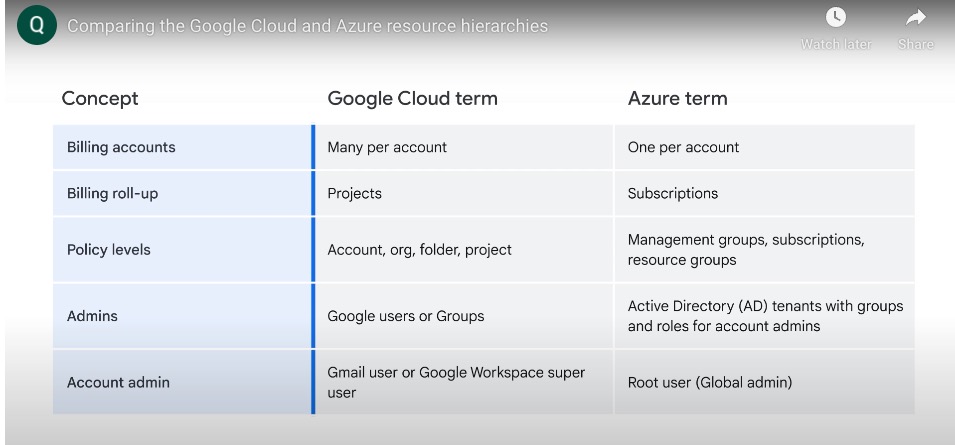 Q
Comparing the Google Cloud and Azure resource hierarchies
Watch later
Share
Concept
Google Cloud term
Azure term
Billing accounts
Many per account
One per account
Billing roll-up
Projects
Subscriptions
Policy levels
Account, org, folder, project
Management groups, subscriptions,
resource groups
Admins
Google users or Groups
Active Directory (AD) tenants with groups
and roles for account admins
Account admin
Gmail user or Google Workspace super
user
Root user (Global admin)